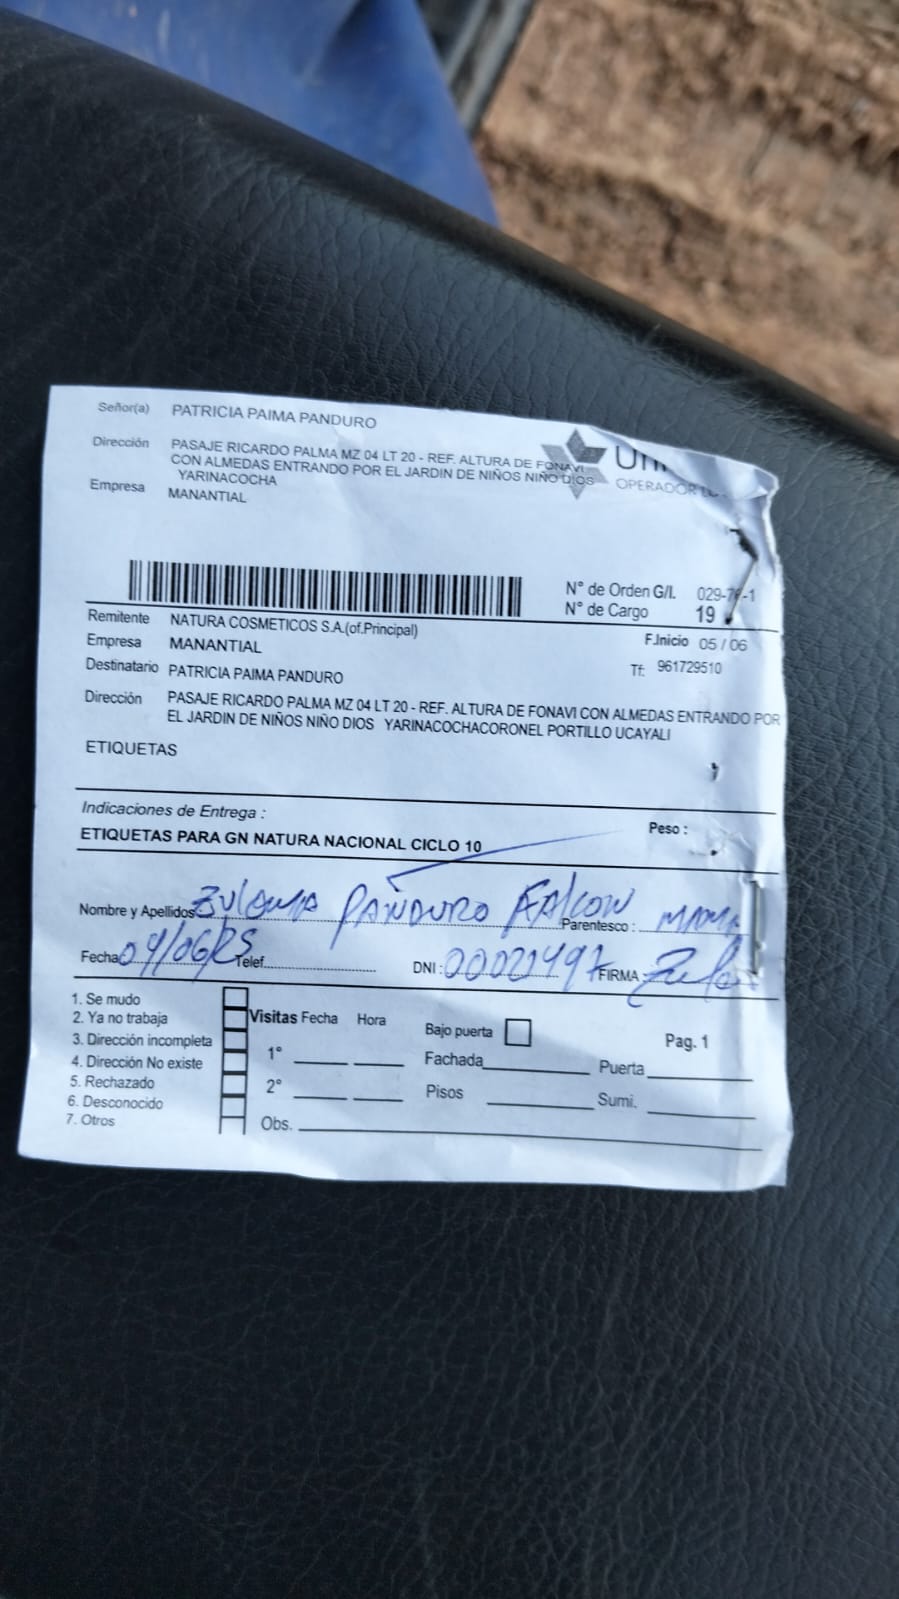 Señor(a) PATRICIA PAIMA PANDURO
Dirección PASAJE RICARDO PALMA MZ 04 LT 20 - REF. ALTURA DE FONAVI
CON ALMEDAS ENTRANDO POR EL JARDIN DE NIÑOS NIÑO DIOS
YARINACOCHA
Empresa MANANTIAL
OPERADOR
N° de Orden G/I.
N° de Cargo 19
Remitente NATURA COSMETICOS S.A.(of.Principal)
F.Inicio 05 / 06
Empresa MANANTIAL
Tf: 961729510
Destinatario PATRICIA PAIMA PANDURO
Dirección PASAJE RICARDO PALMA MZ 04 LT 20 - REF. ALTURA DE FONAVI CON ALMEDAS ENTRANDO POR
EL JARDIN DE NIÑOS NIÑO DIOS YARINACOCHACORONEL PORTILLO UCAYALI
ETIQUETAS
Indicaciones de Entrega :
Peso :
ETIQUETAS PARA GN NATURA NACIONAL CICLO 10
Nombre y Apellidos PANDURO FALCON Parentesco : MAMA
Fecha Telef. DNI : FIRMA
1. Se mudo
2. Ya no trabaja
3. Dirección incompleta
4. Dirección No existe
5. Rechazado
6. Desconocido
7. Otros
Visitas Fecha Hora
1°
2°
Obs.
Bajo puerta
Pag. 1
Fachada Puerta
Pisos Sumi.